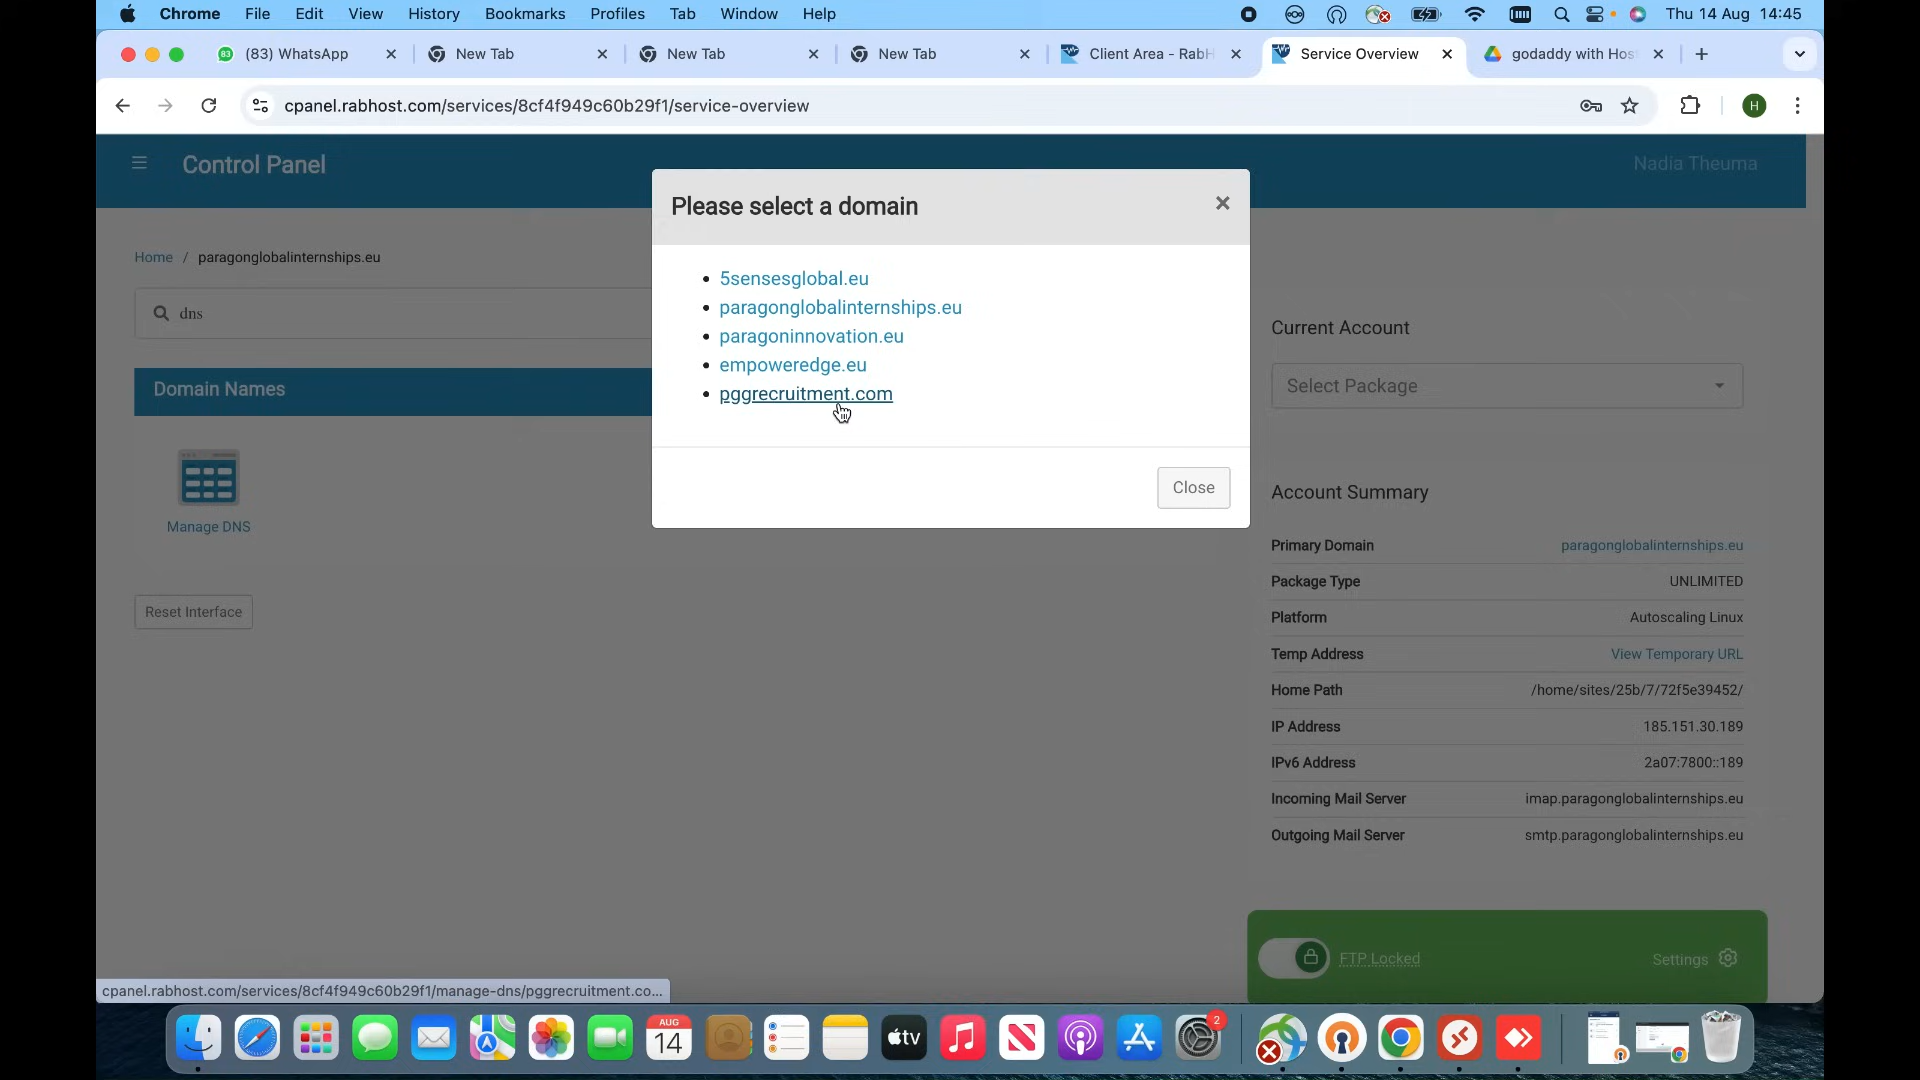 Chrome File Edit View History Bookmarks Profiles Tab Window Help Thu 14 Aug 14:45
83 (83) WhatsApp New Tab New Tab New Tab Client Area - RabH Service Overview godaddy with Hos
cpanel.rabhost.com/services/8cf4f949c60b29f1/service-overview H
Control Panel Nadia Theuma
Please select a domain
Home / paragonglobalinternships.eu
5sensesglobal.eu
dns
paragonglobalinternships.eu
Current Account
paragoninnovation.eu
empoweredge.eu
Domain Names
Select Package
pggrecruitment.com
Close
Manage DNS
Account Summary
Primary Domain paragonglobalinternships.eu
Package Type UNLIMITED
Reset Interface
Platform Autoscaling Linux
Temp Address View Temporary URL
Home Path /home/sites/25b/7/72f5e39452/
IP Address 185.151.30.189
IPv6 Address 2a07:7800::189
Incoming Mail Server imap.paragonglobalinternships.eu
Outgoing Mail Server smtp.paragonglobalinternships.eu
FTP Locked Settings
cpanel.rabhost.com/services/8cf4f949c60b29f1/manage-dns/pggrecruitment.co...
AUG
14
tv
2